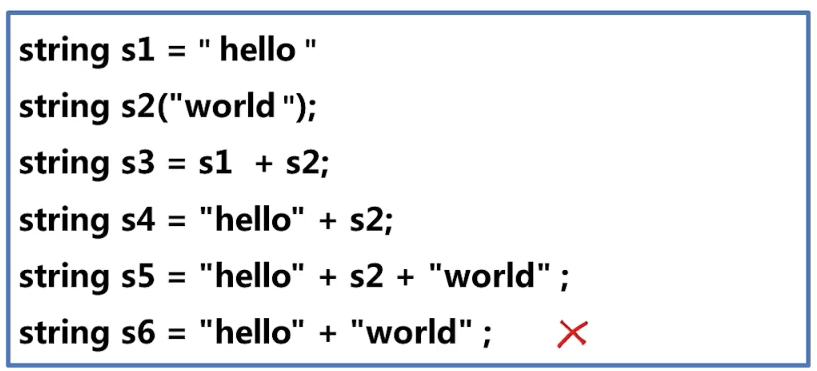 string s1 = " hello "
string s2("world ");
string s3 = s1  + s2;
string s4 = "hello" + s2;
string s5 = "hello" + s2 + "world" ;
string s6 = "hello" + "world" ;